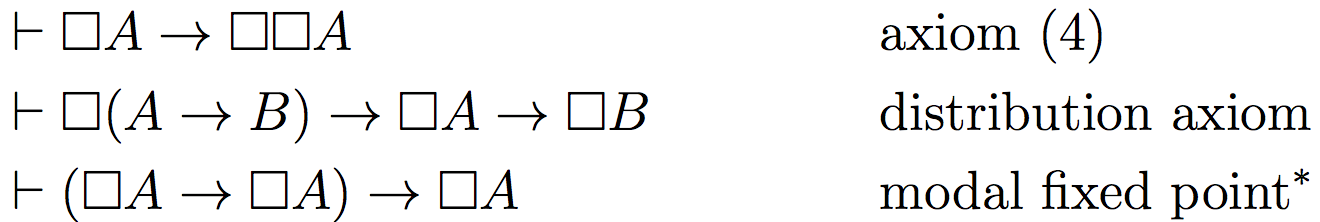 ⊢ □A → □□A axiom (4)
⊢ □(A → B) → □A → □B distribution axiom
⊢ (□A → □A) → □A modal fixed point*